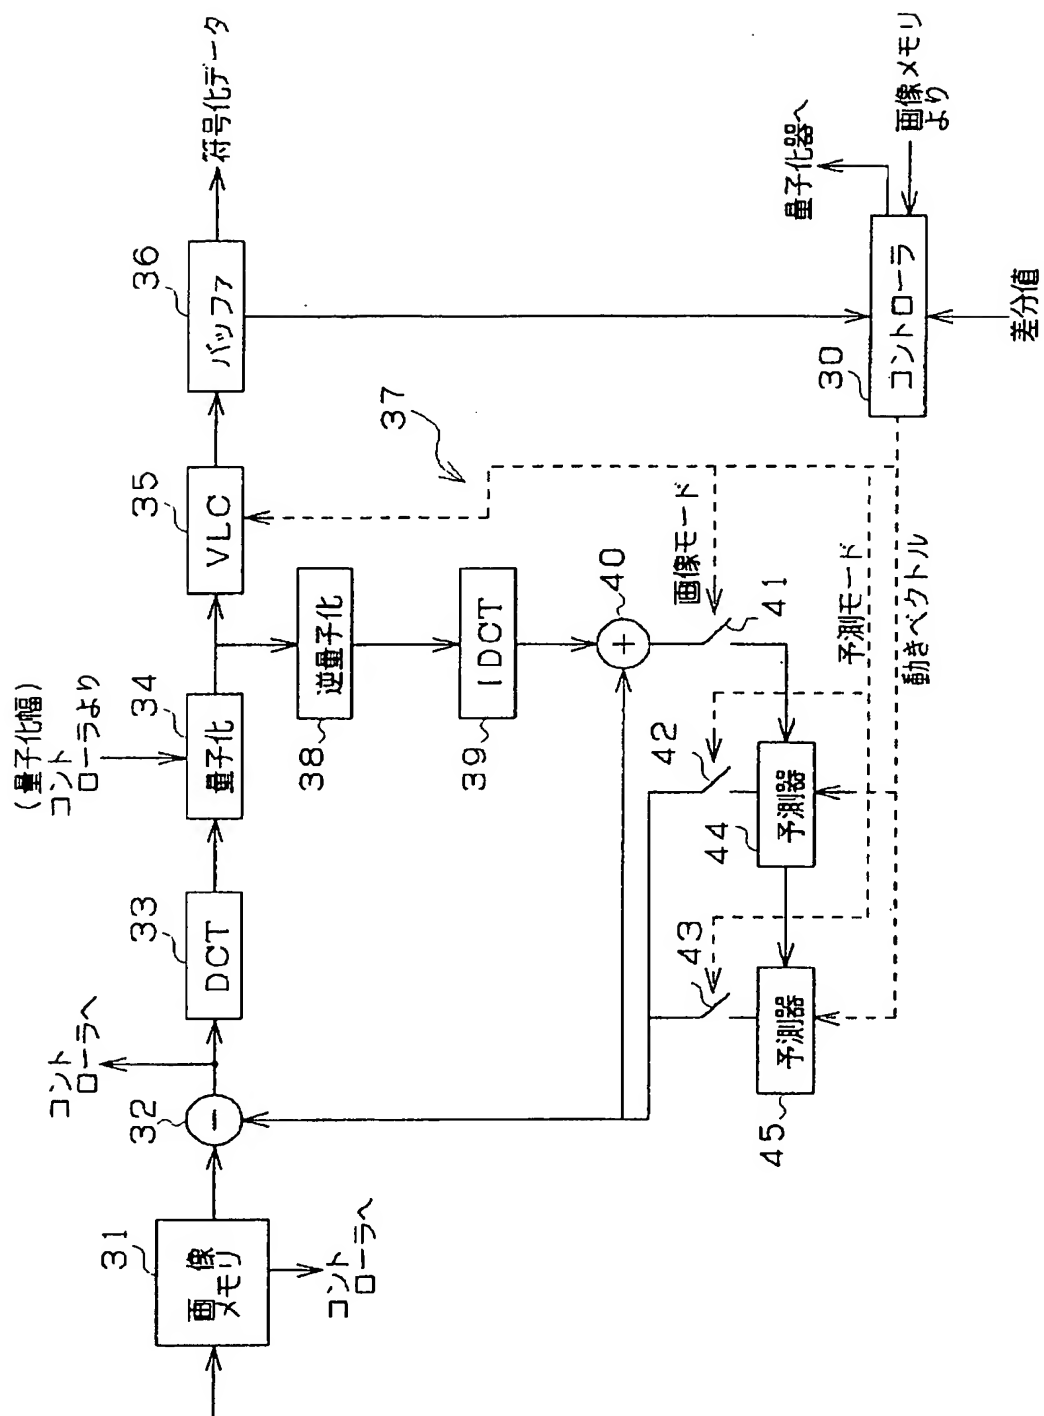 31
画像
メモリ
コント
ローラへ
32
コント
ローラへ
33
DCT
(量子化幅)
コント
ローラより
34
量子化
35
VLC
36
バッファ
符号化データ
37
38
逆量子化
39
IDCT
40
+
−
画像モード
41
42
43
44
予測器
45
予測器
予測モード
動きベクトル
30
コントローラ
量子化器へ
画像メモリ
より
差分値